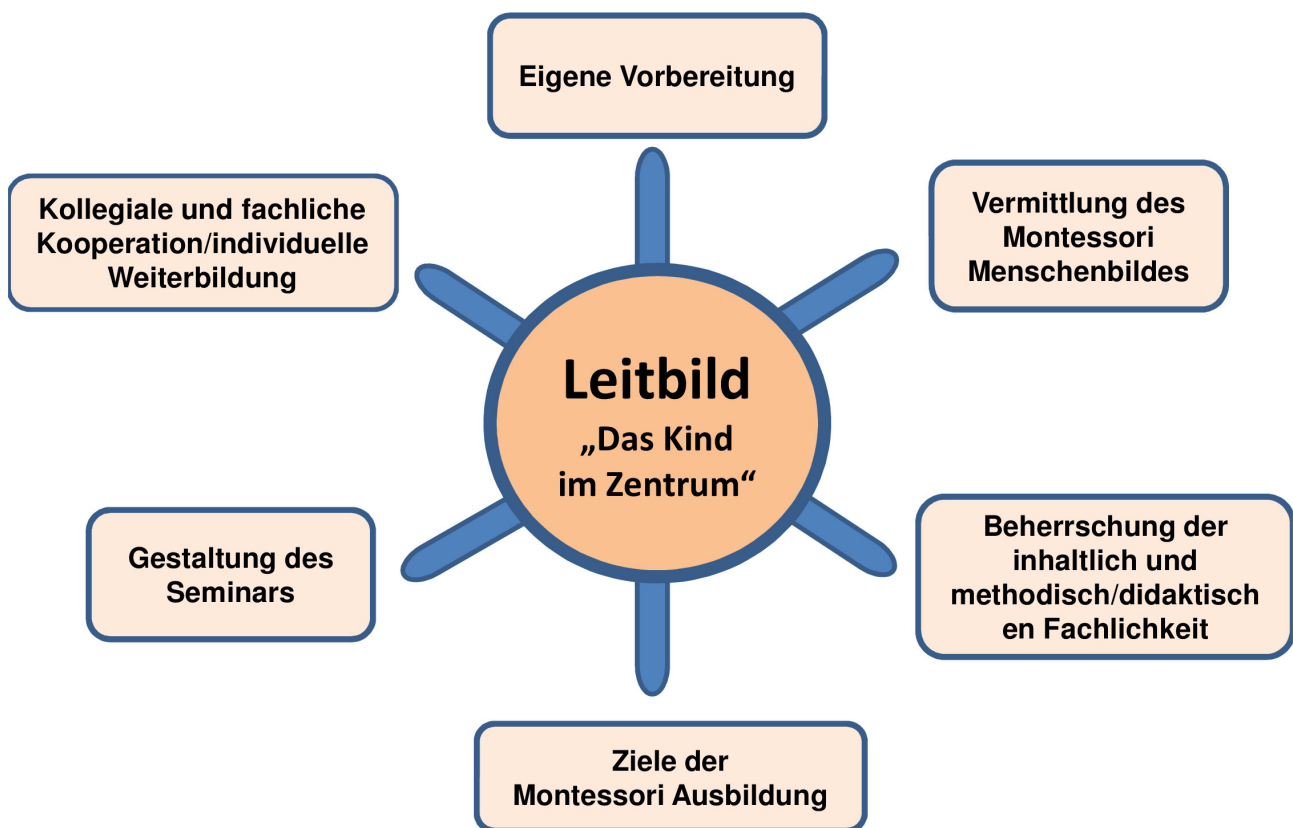 Eigene Vorbereitung
Kollegiale und fachliche
Kooperation/individuelle
Weiterbildung
Vermittlung des
Montessori
Menschenbildes
Leitbild
„Das Kind
im Zentrum“
Gestaltung des
Seminars
Beherrschung der
inhaltlich und
methodisch/didaktisch
en Fachlichkeit
Ziele der
Montessori Ausbildung